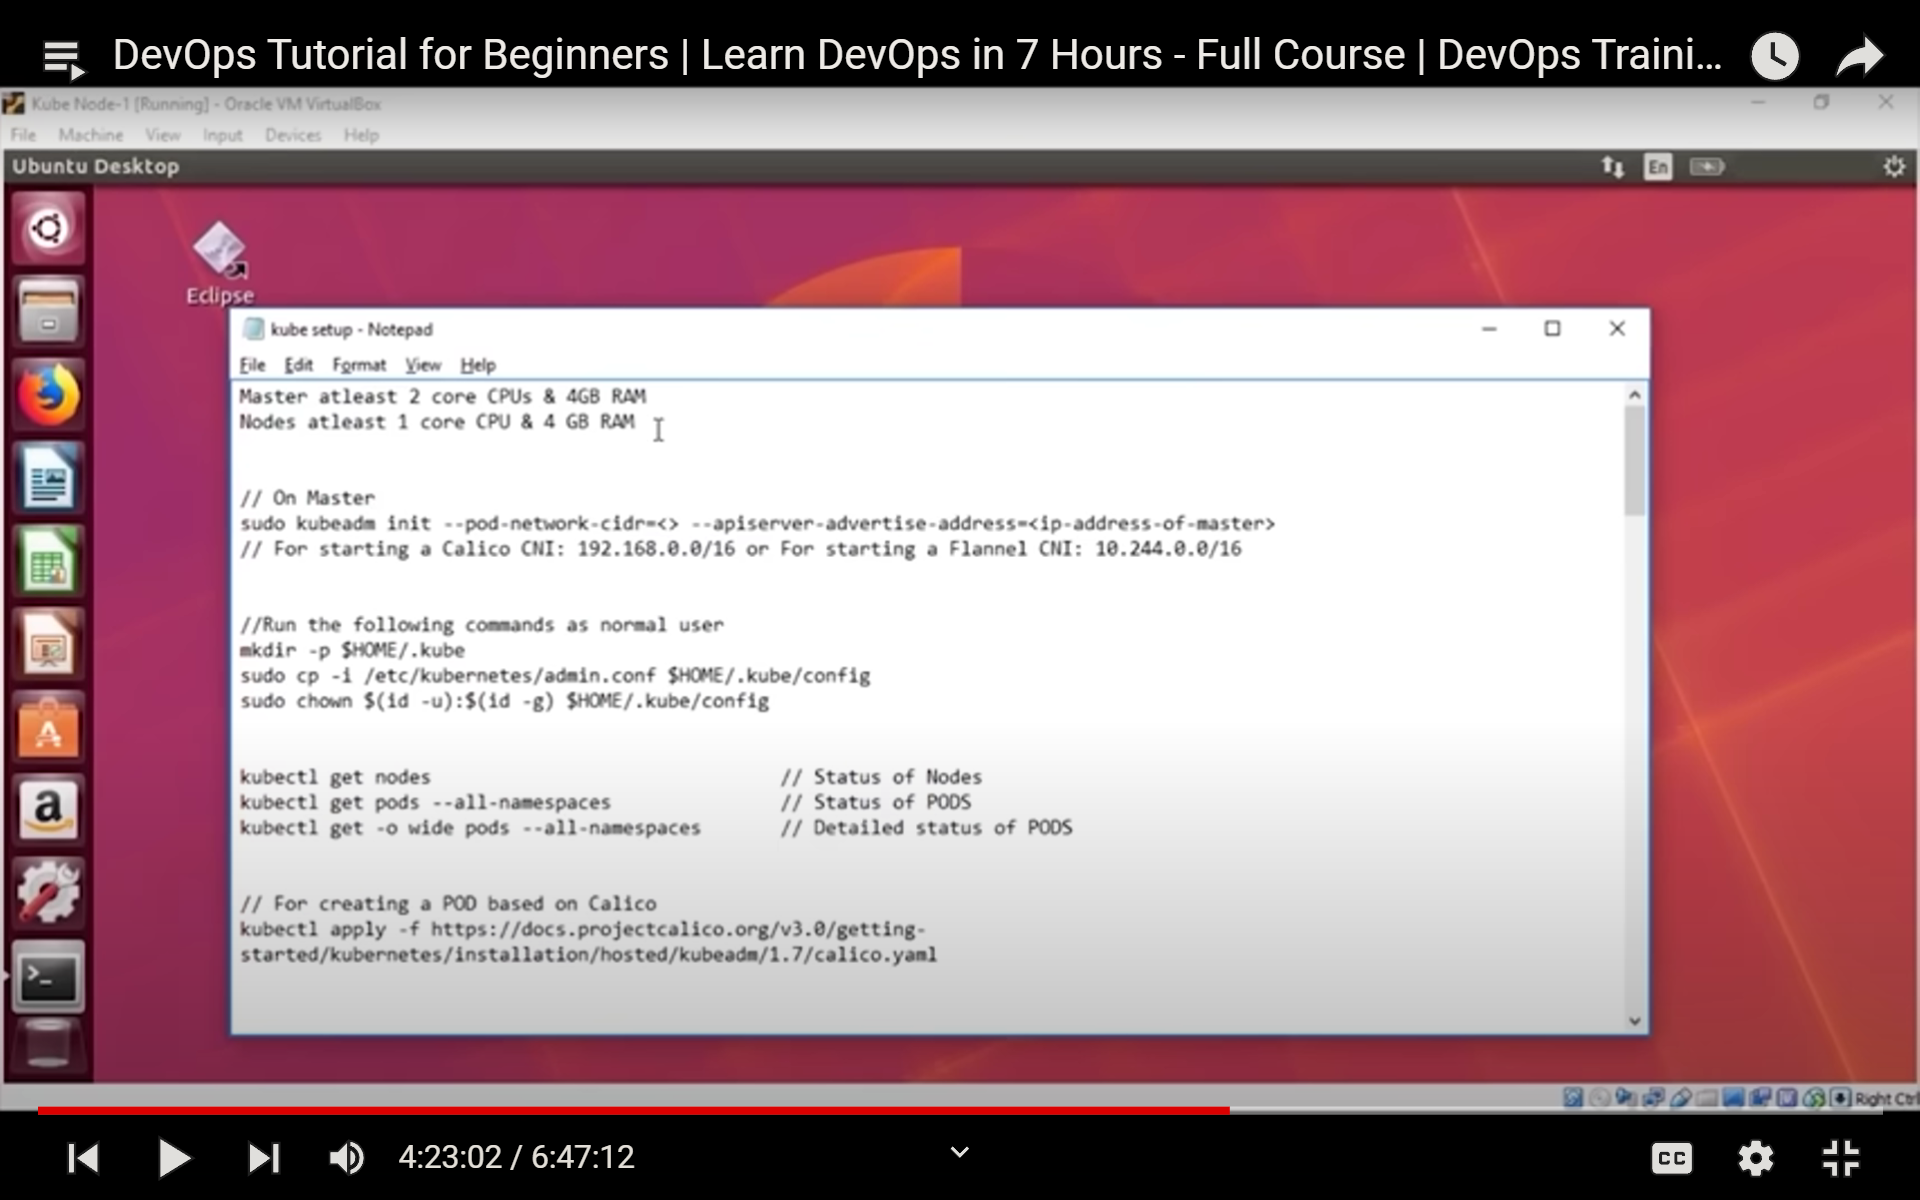 DevOps Tutorial for Beginners | Learn DevOps in 7 Hours - Full Course | DevOps Traini...
Kube Node-1 [Running] - Oracle VM VirtualBox
File Machine View Input Devices Help
Ubuntu Desktop
En
Eclipse
kube setup - Notepad
File Edit Format View Help
Master atleast 2 core CPUs & 4GB RAM
Nodes atleast 1 core CPU & 4 GB RAM
// On Master
sudo kubeadm init --pod-network-cidr=<> --apiserver-advertise-address=<ip-address-of-master>
// For starting a Calico CNI: 192.168.0.0/16 or For starting a Flannel CNI: 10.244.0.0/16
//Run the following commands as normal user
mkdir -p $HOME/.kube
sudo cp -i /etc/kubernetes/admin.conf $HOME/.kube/config
sudo chown $(id -u):$(id -g) $HOME/.kube/config
kubectl get nodes // Status of Nodes
kubectl get pods --all-namespaces // Status of PODS
kubectl get -o wide pods --all-namespaces // Detailed status of PODS
// For creating a POD based on Calico
kubectl apply -f https://docs.projectcalico.org/v3.0/getting-
started/kubernetes/installation/hosted/kubeadm/1.7/calico.yaml
Right Ctrl
4:23:02 / 6:47:12
CC